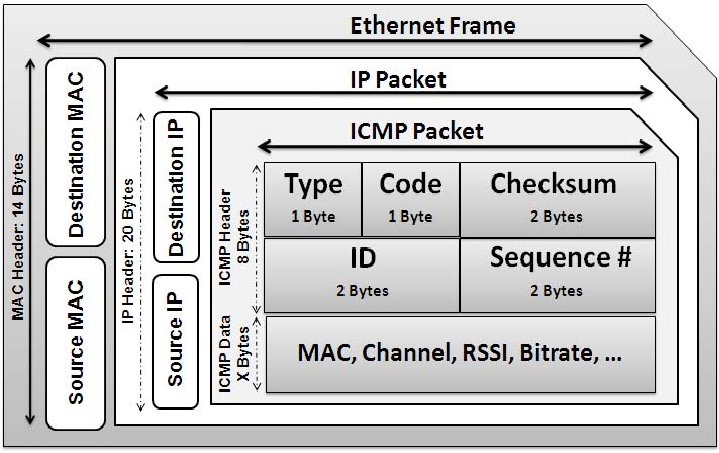 Ethernet Frame
MAC Header: 14 Bytes
Destination MAC
Source MAC
IP Packet
IP Header: 20 Bytes
Destination IP
Source IP
ICMP Packet
ICMP Header
8 Bytes
Type
1 Byte
Code
1 Byte
Checksum
2 Bytes
ID
2 Bytes
Sequence #
2 Bytes
ICMP Data
X Bytes
MAC, Channel, RSSI, Bitrate, ...